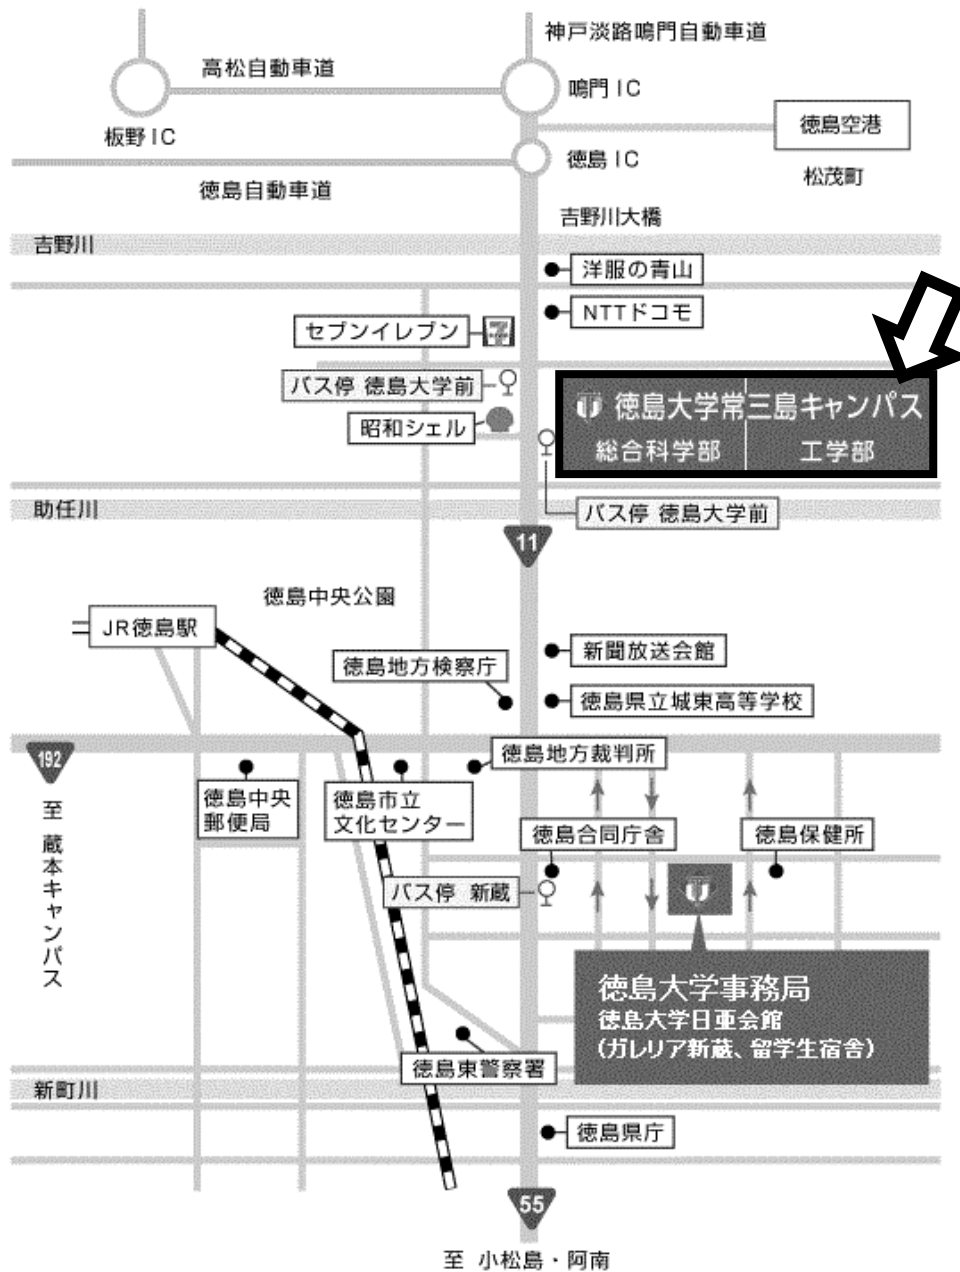 神戸淡路鳴門自動車道
高松自動車道
鳴門IC
徳島空港
板野IC
徳島IC
松茂町
徳島自動車道
吉野川大橋
吉野川
洋服の青山
NTTドコモ
セブンイレブン
バス停 徳島大学前
徳島大学常三島キャンパス
昭和シェル
総合科学部
工学部
助任川
バス停 徳島大学前
11
徳島中央公園
JR徳島駅
新聞放送会館
徳島地方検察庁
徳島県立城東高等学校
192
徳島地方裁判所
至 蔵本キャンパス
徳島中央
郵便局
徳島市立
文化センター
徳島合同庁舎
徳島保健所
バス停 新蔵
徳島大学事務局
徳島大学日亜会館
(ガレリア新蔵、留学生宿舎)
徳島東警察署
新町川
徳島県庁
55
至 小松島・阿南